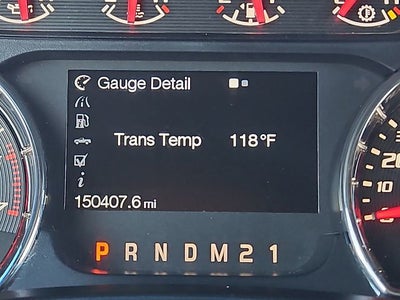 Gauge Detail
Trans Temp 118°F
i
150407.6 mi
P R N D M 2 1